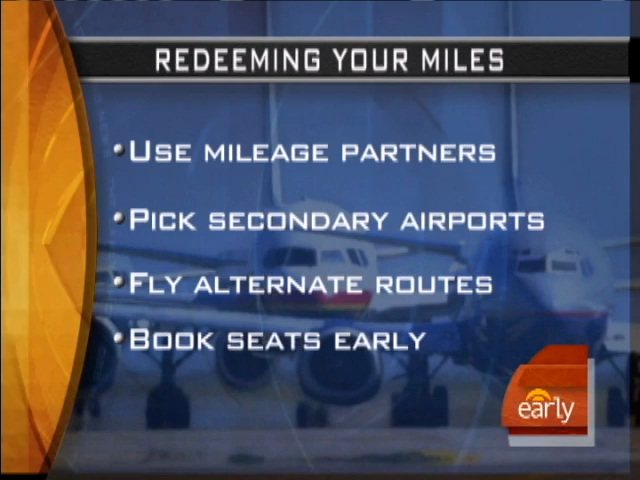 REDEEMING YOUR MILES
•USE MILEAGE PARTNERS
•PICK SECONDARY AIRPORTS
•FLY ALTERNATE ROUTES
•BOOK SEATS EARLY
early